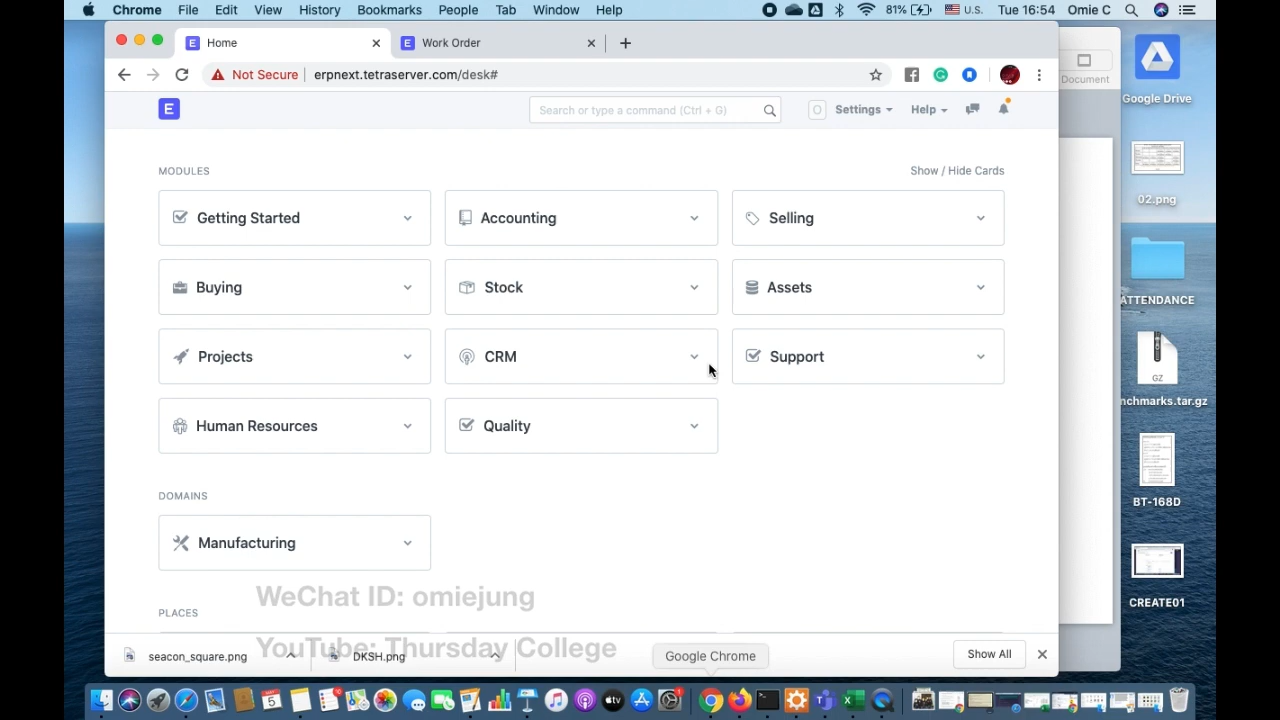 Chrome File Edit View History Bookmarks People Tab Window Help 81% U.S. Tue 16:54 Omie C
Home Work Order
Not Secure erpnext.tetraserver.com/desk#
Document
E Search or type a command (Ctrl + G) O Settings Help
Google Drive
MODULES Show / Hide Cards
Getting Started Accounting Selling
02.png
Buying Stock Assets
ATTENDANCE
Projects CRM Support
GZ
nchmarks.tar.gz
Human Resources Quality
DOMAINS
BT-168D
Manufacturing
WeChat ID:
CREATE01
PLACES
YouTube: Thursday College
seacon_square.png DKSH.png Google Chrome Show All
5